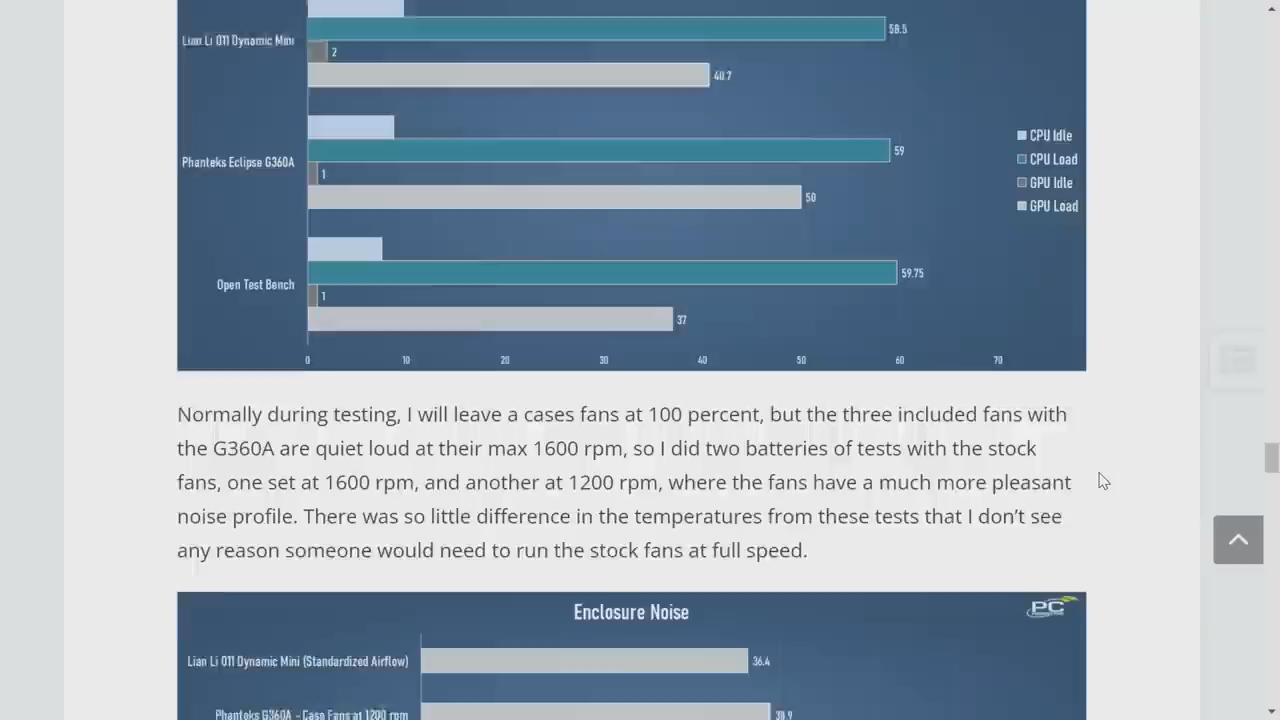 58.5
Lian Li O11 Dynamic Mini
2
40.7
CPU Idle
59
CPU Load
Phanteks Eclipse G360A
1
GPU Idle
50
GPU Load
59.75
Open Test Bench
1
37
0 10 20 30 40 50 60 70
Normally during testing, I will leave a cases fans at 100 percent, but the three included fans with
the G360A are quiet loud at their max 1600 rpm, so I did two batteries of tests with the stock
fans, one set at 1600 rpm, and another at 1200 rpm, where the fans have a much more pleasant
noise profile. There was so little difference in the temperatures from these tests that I don't see
any reason someone would need to run the stock fans at full speed.
Enclosure Noise
PC
Lian Li O11 Dynamic Mini (Standardized Airflow)
36.4
Phanteks G360A - Case Fans at 1200 rpm